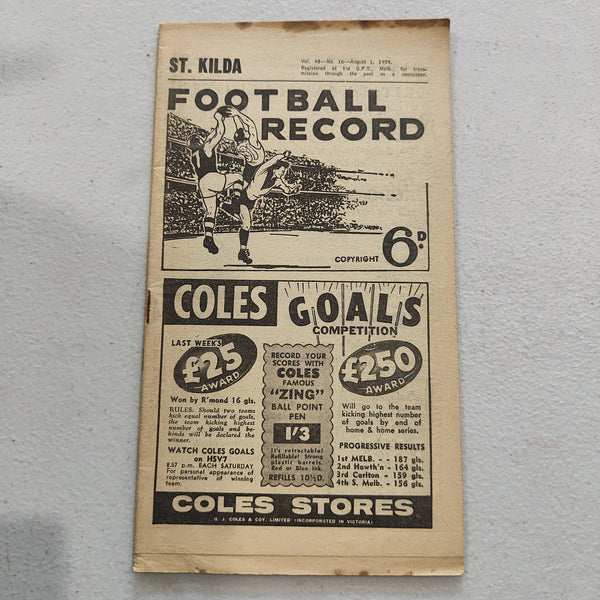 ST. KILDA
Vol. 48—No. 16—August 1, 1959.
Registered at the G.P.O., Melb., for trans-
mission through the post as a newspaper.
FOOTBALL
RECORD
COPYRIGHT 6D.
COLES GOALS
COMPETITION
LAST WEEK'S
£25
AWARD
Won by R'mond 16 gls.
RULES: Should two teams
kick equal number of goals,
the team kicking highest
number of goals and be-
hinds will be declared the
winner.
WATCH COLES GOALS
on HSV7
8.57 p.m. EACH SATURDAY
For personal appearance of
representative of winning
team.
RECORD YOUR
SCORES WITH
COLES
FAMOUS
"ZING"
BALL POINT
PEN
1/3
It's retractable!
Refillable! Strong
plastic barrels.
Red or Blue Ink.
REFILLS 10½D.
£250
AWARD
Will go to the team
kicking highest number
of goals by end of
home & home series.
PROGRESSIVE RESULTS
1st MELB. -- 187 gls.
2nd Hawth'n - 164 gls.
3rd Carlton - 159 gls.
4th S. Melb. - 156 gls.
COLES STORES
G. J. COLES & COY. LIMITED (INCORPORATED IN VICTORIA)